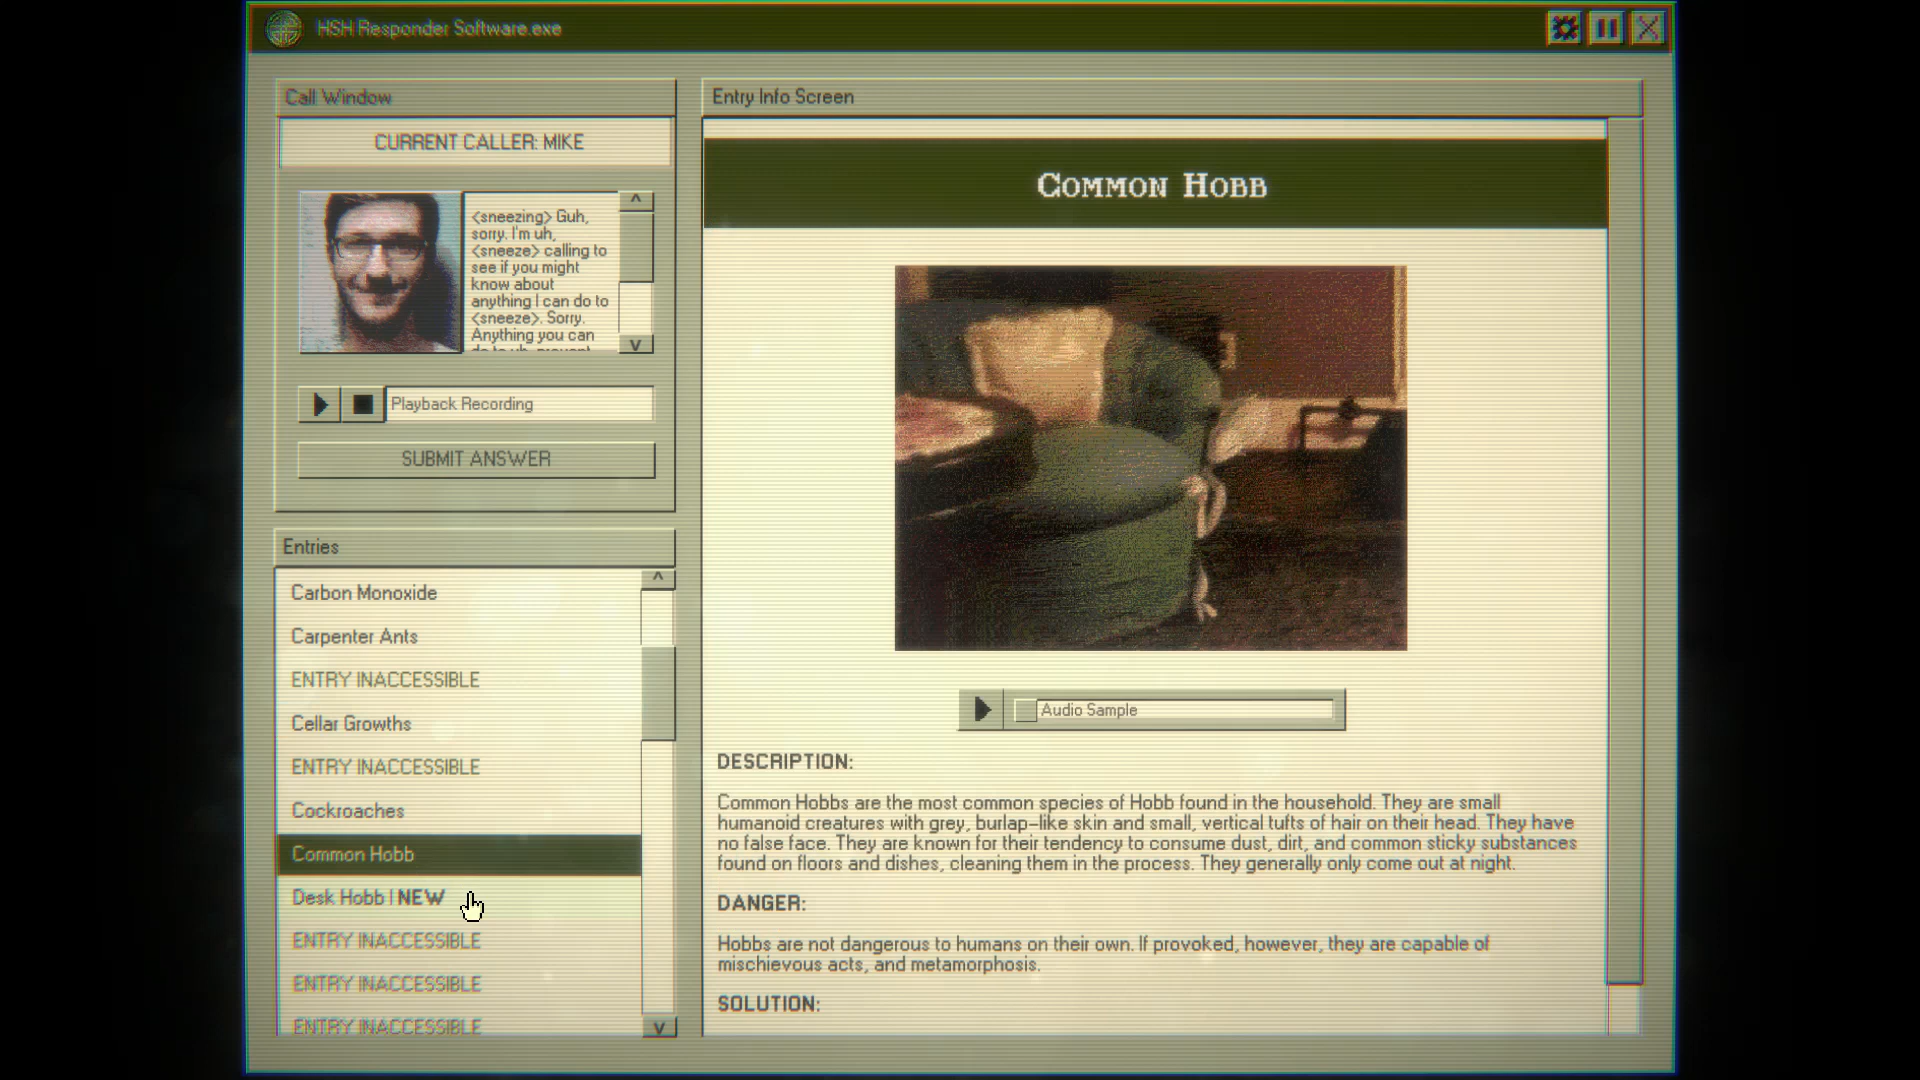 HSH Responder Software.exe
Call Window
CURRENT CALLER: MIKE
<sneezing> Guh,
sorry. I'm uh,
<sneeze> calling to
see if you might
know about
anything I can do to
<sneeze>. Sorry.
Anything you can
do to uh, prevent
Playback Recording
SUBMIT ANSWER
Entries
Carbon Monoxide
Carpenter Ants
ENTRY INACCESSIBLE
Cellar Growths
ENTRY INACCESSIBLE
Cockroaches
Common Hobb
Desk Hobb | NEW
ENTRY INACCESSIBLE
ENTRY INACCESSIBLE
ENTRY INACCESSIBLE
Entry Info Screen
COMMON HOBB
Audio Sample
DESCRIPTION:
Common Hobbs are the most common species of Hobb found in the household. They are small
humanoid creatures with grey, burlap-like skin and small, vertical tufts of hair on their head. They have
no false face. They are known for their tendency to consume dust, dirt, and common sticky substances
found on floors and dishes, cleaning them in the process. They generally only come out at night.
DANGER:
Hobbs are not dangerous to humans on their own. If provoked, however, they are capable of
mischievous acts, and metamorphosis.
SOLUTION: